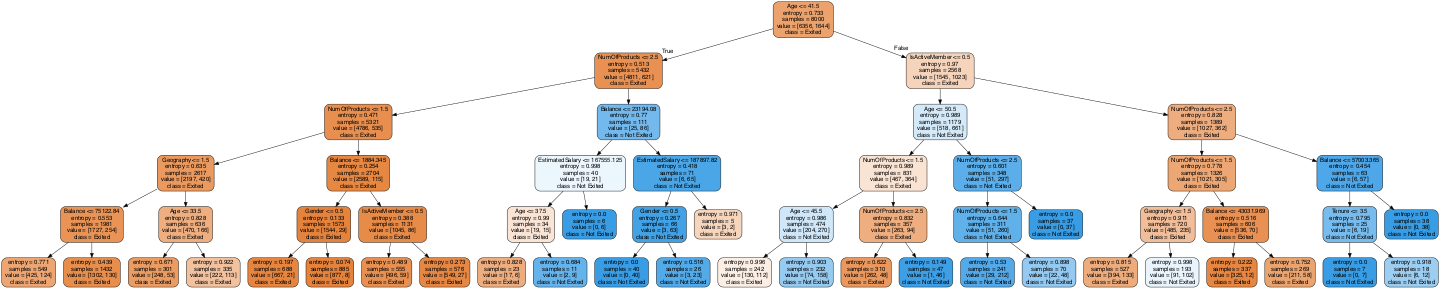 Age <= 41.5
entropy = 0.733
samples = 8000
value = [6356, 1644]
class = Exited
True
False
NumOfProducts <= 2.5
entropy = 0.513
samples = 5432
value = [4811, 621]
class = Exited
IsActiveMember <= 0.5
entropy = 0.97
samples = 2568
value = [1545, 1023]
class = Exited
NumOfProducts <= 1.5
entropy = 0.471
samples = 5321
value = [4786, 535]
class = Exited
Balance <= 23194.08
entropy = 0.77
samples = 111
value = [25, 86]
class = Not Exited
Age <= 50.5
entropy = 0.989
samples = 1179
value = [518, 661]
class = Not Exited
NumOfProducts <= 2.5
entropy = 0.828
samples = 1389
value = [1027, 362]
class = Exited
Geography <= 1.5
entropy = 0.635
samples = 2617
value = [2197, 420]
class = Exited
Balance <= 1884.345
entropy = 0.254
samples = 2704
value = [2589, 115]
class = Exited
EstimatedSalary <= 167555.125
entropy = 0.998
samples = 40
value = [19, 21]
class = Not Exited
EstimatedSalary <= 187897.82
entropy = 0.418
samples = 71
value = [6, 65]
class = Not Exited
NumOfProducts <= 1.5
entropy = 0.989
samples = 831
value = [467, 364]
class = Exited
NumOfProducts <= 2.5
entropy = 0.601
samples = 348
value = [51, 297]
class = Not Exited
NumOfProducts <= 1.5
entropy = 0.778
samples = 1326
value = [1021, 305]
class = Exited
Balance <= 57003.365
entropy = 0.454
samples = 63
value = [6, 57]
class = Not Exited
Balance <= 75122.84
entropy = 0.553
samples = 1981
value = [1727, 254]
class = Exited
Age <= 33.5
entropy = 0.828
samples = 636
value = [470, 166]
class = Exited
Gender <= 0.5
entropy = 0.133
samples = 1573
value = [1544, 29]
class = Exited
IsActiveMember <= 0.5
entropy = 0.388
samples = 1131
value = [1045, 86]
class = Exited
Age <= 37.5
entropy = 0.99
samples = 34
value = [19, 15]
class = Exited
entropy = 0.0
samples = 6
value = [0, 6]
class = Not Exited
Gender <= 0.5
entropy = 0.267
samples = 66
value = [3, 63]
class = Not Exited
entropy = 0.971
samples = 5
value = [3, 2]
class = Exited
Age <= 45.5
entropy = 0.986
samples = 474
value = [204, 270]
class = Not Exited
NumOfProducts <= 2.5
entropy = 0.832
samples = 357
value = [263, 94]
class = Exited
NumOfProducts <= 1.5
entropy = 0.644
samples = 311
value = [51, 260]
class = Not Exited
entropy = 0.0
samples = 37
value = [0, 37]
class = Not Exited
Geography <= 1.5
entropy = 0.911
samples = 720
value = [485, 235]
class = Exited
Balance <= 43031.969
entropy = 0.516
samples = 606
value = [536, 70]
class = Exited
Tenure <= 3.5
entropy = 0.795
samples = 25
value = [6, 19]
class = Not Exited
entropy = 0.0
samples = 38
value = [0, 38]
class = Not Exited
entropy = 0.771
samples = 549
value = [425, 124]
class = Exited
entropy = 0.439
samples = 1432
value = [1302, 130]
class = Exited
entropy = 0.671
samples = 301
value = [248, 53]
class = Exited
entropy = 0.922
samples = 335
value = [222, 113]
class = Exited
entropy = 0.197
samples = 688
value = [667, 21]
class = Exited
entropy = 0.074
samples = 885
value = [877, 8]
class = Exited
entropy = 0.489
samples = 555
value = [496, 59]
class = Exited
entropy = 0.273
samples = 576
value = [549, 27]
class = Exited
entropy = 0.828
samples = 23
value = [17, 6]
class = Exited
entropy = 0.684
samples = 11
value = [2, 9]
class = Not Exited
entropy = 0.0
samples = 40
value = [0, 40]
class = Not Exited
entropy = 0.516
samples = 26
value = [3, 23]
class = Not Exited
entropy = 0.996
samples = 242
value = [130, 112]
class = Exited
entropy = 0.903
samples = 232
value = [74, 158]
class = Not Exited
entropy = 0.622
samples = 310
value = [262, 48]
class = Exited
entropy = 0.149
samples = 47
value = [1, 46]
class = Not Exited
entropy = 0.53
samples = 241
value = [29, 212]
class = Not Exited
entropy = 0.898
samples = 70
value = [22, 48]
class = Not Exited
entropy = 0.815
samples = 527
value = [394, 133]
class = Exited
entropy = 0.998
samples = 193
value = [91, 102]
class = Not Exited
entropy = 0.222
samples = 337
value = [325, 12]
class = Exited
entropy = 0.752
samples = 269
value = [211, 58]
class = Exited
entropy = 0.0
samples = 7
value = [0, 7]
class = Not Exited
entropy = 0.918
samples = 18
value = [6, 12]
class = Not Exited